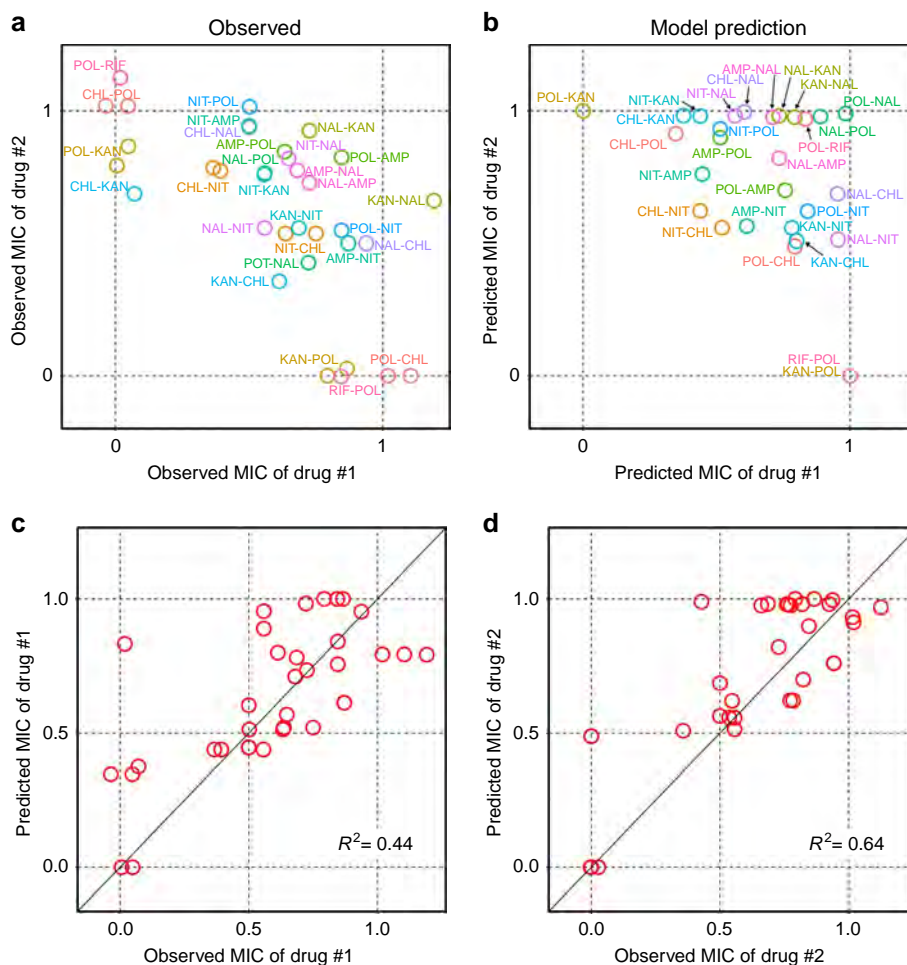 a
Observed
POL-RIF
CHL-POL
NIT-POL
NIT-AMP
CHL-NAL
NAL-KAN
AMP-POL
NIT-NAL
POL-KAN
NAL-POL
POL-AMP
AMP-NAL
CHL-NIT
NIT-KAN
NAL-AMP
CHL-KAN
KAN-NAL
NAL-NIT
KAN-NIT
POL-NIT
NIT-CHL
NAL-CHL
AMP-NIT
POT-NAL
KAN-CHL
KAN-POL
POL-CHL
RIF-POL
1
0
0
1
Observed MIC of drug #2
Observed MIC of drug #1
b
Model prediction
AMP-NAL
NAL-KAN
CHL-NAL
KAN-NAL
NIT-NAL
NIT-KAN
POL-KAN
POL-NAL
CHL-KAN
NIT-POL
NAL-POL
CHL-POL
AMP-POL
POL-RIF
NAL-AMP
NIT-AMP
POL-AMP
NAL-CHL
CHL-NIT
AMP-NIT
POL-NIT
NIT-CHL
KAN-NIT
NAL-NIT
POL-CHL
KAN-CHL
RIF-POL
KAN-POL
1
0
0
1
Predicted MIC of drug #2
Predicted MIC of drug #1
c
1.0
0.5
0.0
0.0
0.5
1.0
R²= 0.44
Predicted MIC of drug #1
Observed MIC of drug #1
d
1.0
0.5
0.0
0.0
0.5
1.0
R²= 0.64
Predicted MIC of drug #2
Observed MIC of drug #2